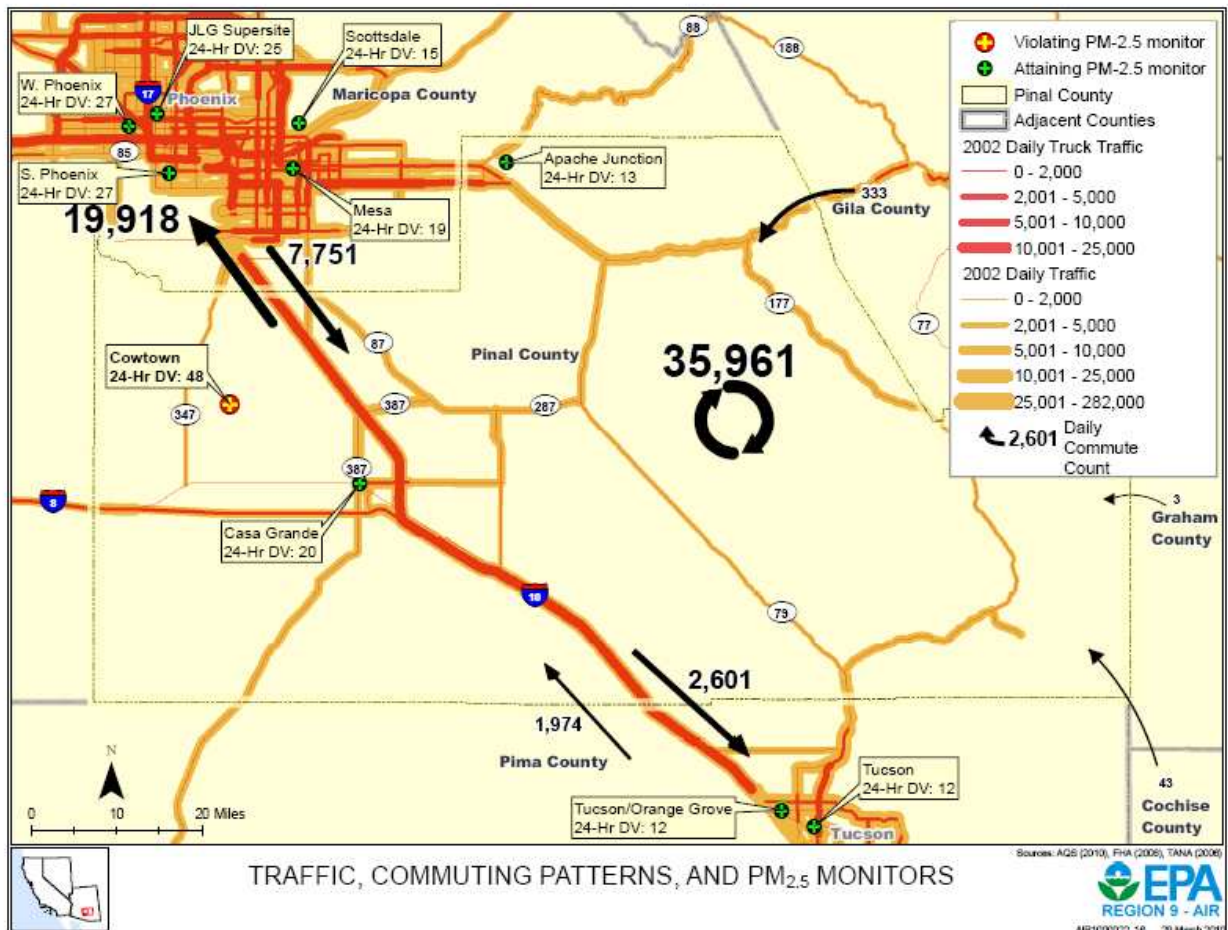 JLG Supersite
24-Hr DV: 25
Scottsdale
24-Hr DV: 15
88
188
W. Phoenix
24-Hr DV: 27
17
Phoenix
Maricopa County
85
S. Phoenix
24-Hr DV: 27
Apache Junction
24-Hr DV: 13
Mesa
24-Hr DV: 19
333
Gila County
19,918
7,751
177
77
87
Pinal County
35,961
Cowtown
24-Hr DV: 48
347
387
287
387
8
Casa Grande
24-Hr DV: 20
3
Graham
County
10
79
2,601
1,974
Pima County
Tucson
24-Hr DV: 12
Tucson/Orange Grove
24-Hr DV: 12
Tucson
43
Cochise
County
N
0 10 20 Miles
Violating PM-2.5 monitor
Attaining PM-2.5 monitor
Pinal County
Adjacent Counties
2002 Daily Truck Traffic
0 - 2,000
2,001 - 5,000
5,001 - 10,000
10,001 - 25,000
2002 Daily Traffic
0 - 2,000
2,001 - 5,000
5,001 - 10,000
10,001 - 25,000
25,001 - 282,000
2,601 Daily
Commute
Count
TRAFFIC, COMMUTING PATTERNS, AND PM2.5 MONITORS
Sources: AQS (2010), FHA (2006), TANA (2006)
EPA
REGION 9 - AIR